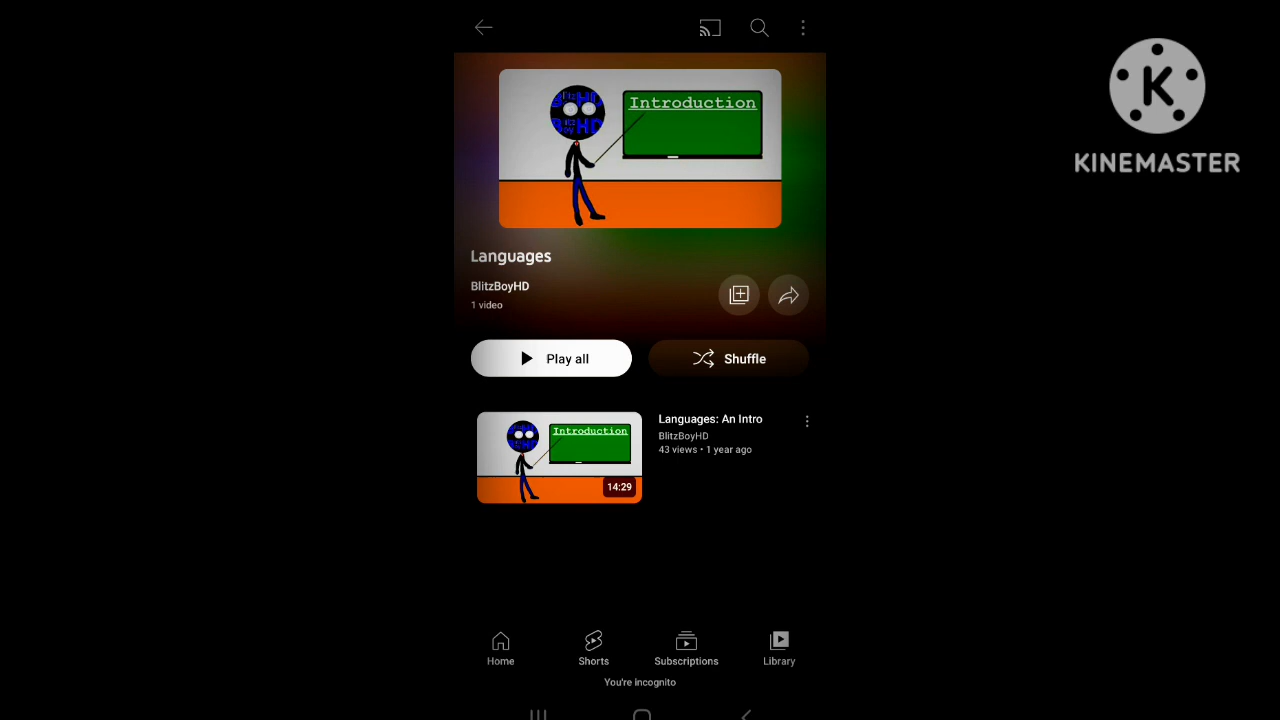 Introduction
KINEMASTER
Languages
BlitzBoyHD
1 video
Play all
Shuffle
Introduction
14:29
Languages: An Intro
BlitzBoyHD
43 views • 1 year ago
Home
Shorts
Subscriptions
Library
You're incognito